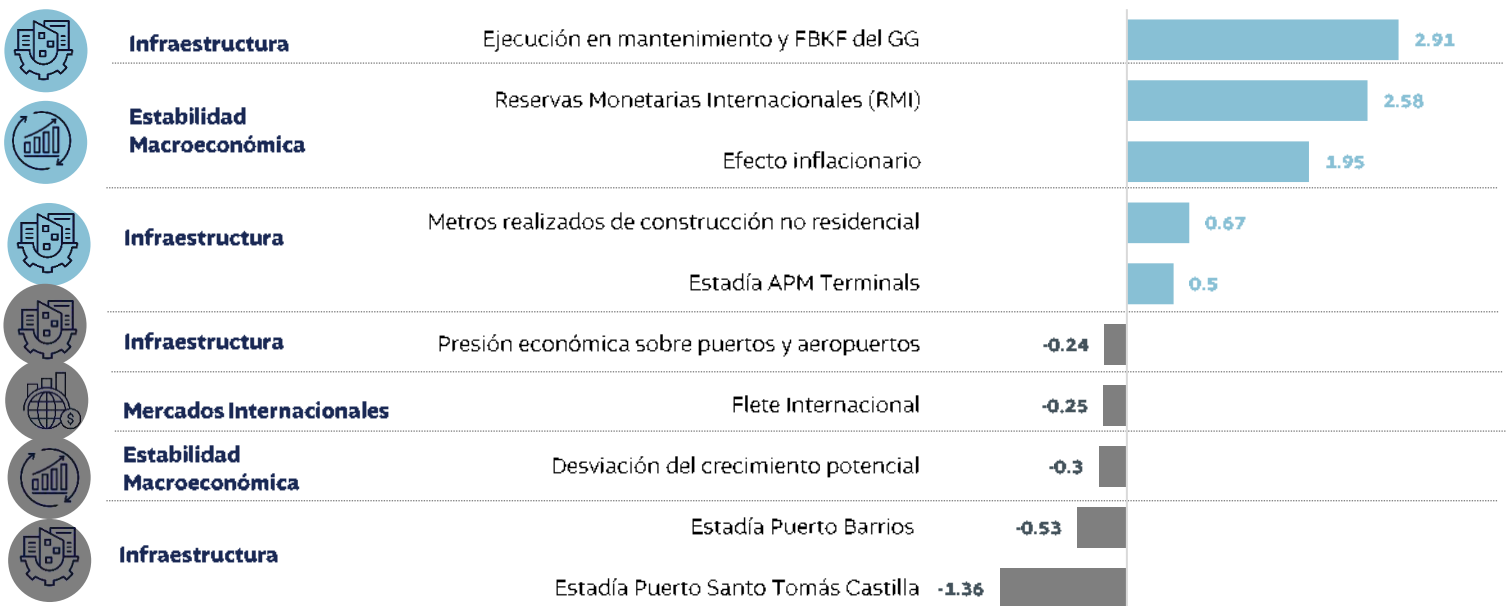 Infraestructura
Ejecución en mantenimiento y FBKF del GG
2.91
Estabilidad
Macroeconómica
Reservas Monetarias Internacionales (RMI)
2.58
Efecto inflacionario
1.95
Infraestructura
Metros realizados de construcción no residencial
0.67
Estadía APM Terminals
0.5
Infraestructura
Presión económica sobre puertos y aeropuertos
-0.24
Mercados Internacionales
Flete Internacional
-0.25
Estabilidad
Macroeconómica
Desviación del crecimiento potencial
-0.3
Infraestructura
Estadía Puerto Barrios
-0.53
Estadía Puerto Santo Tomás Castilla
-1.36